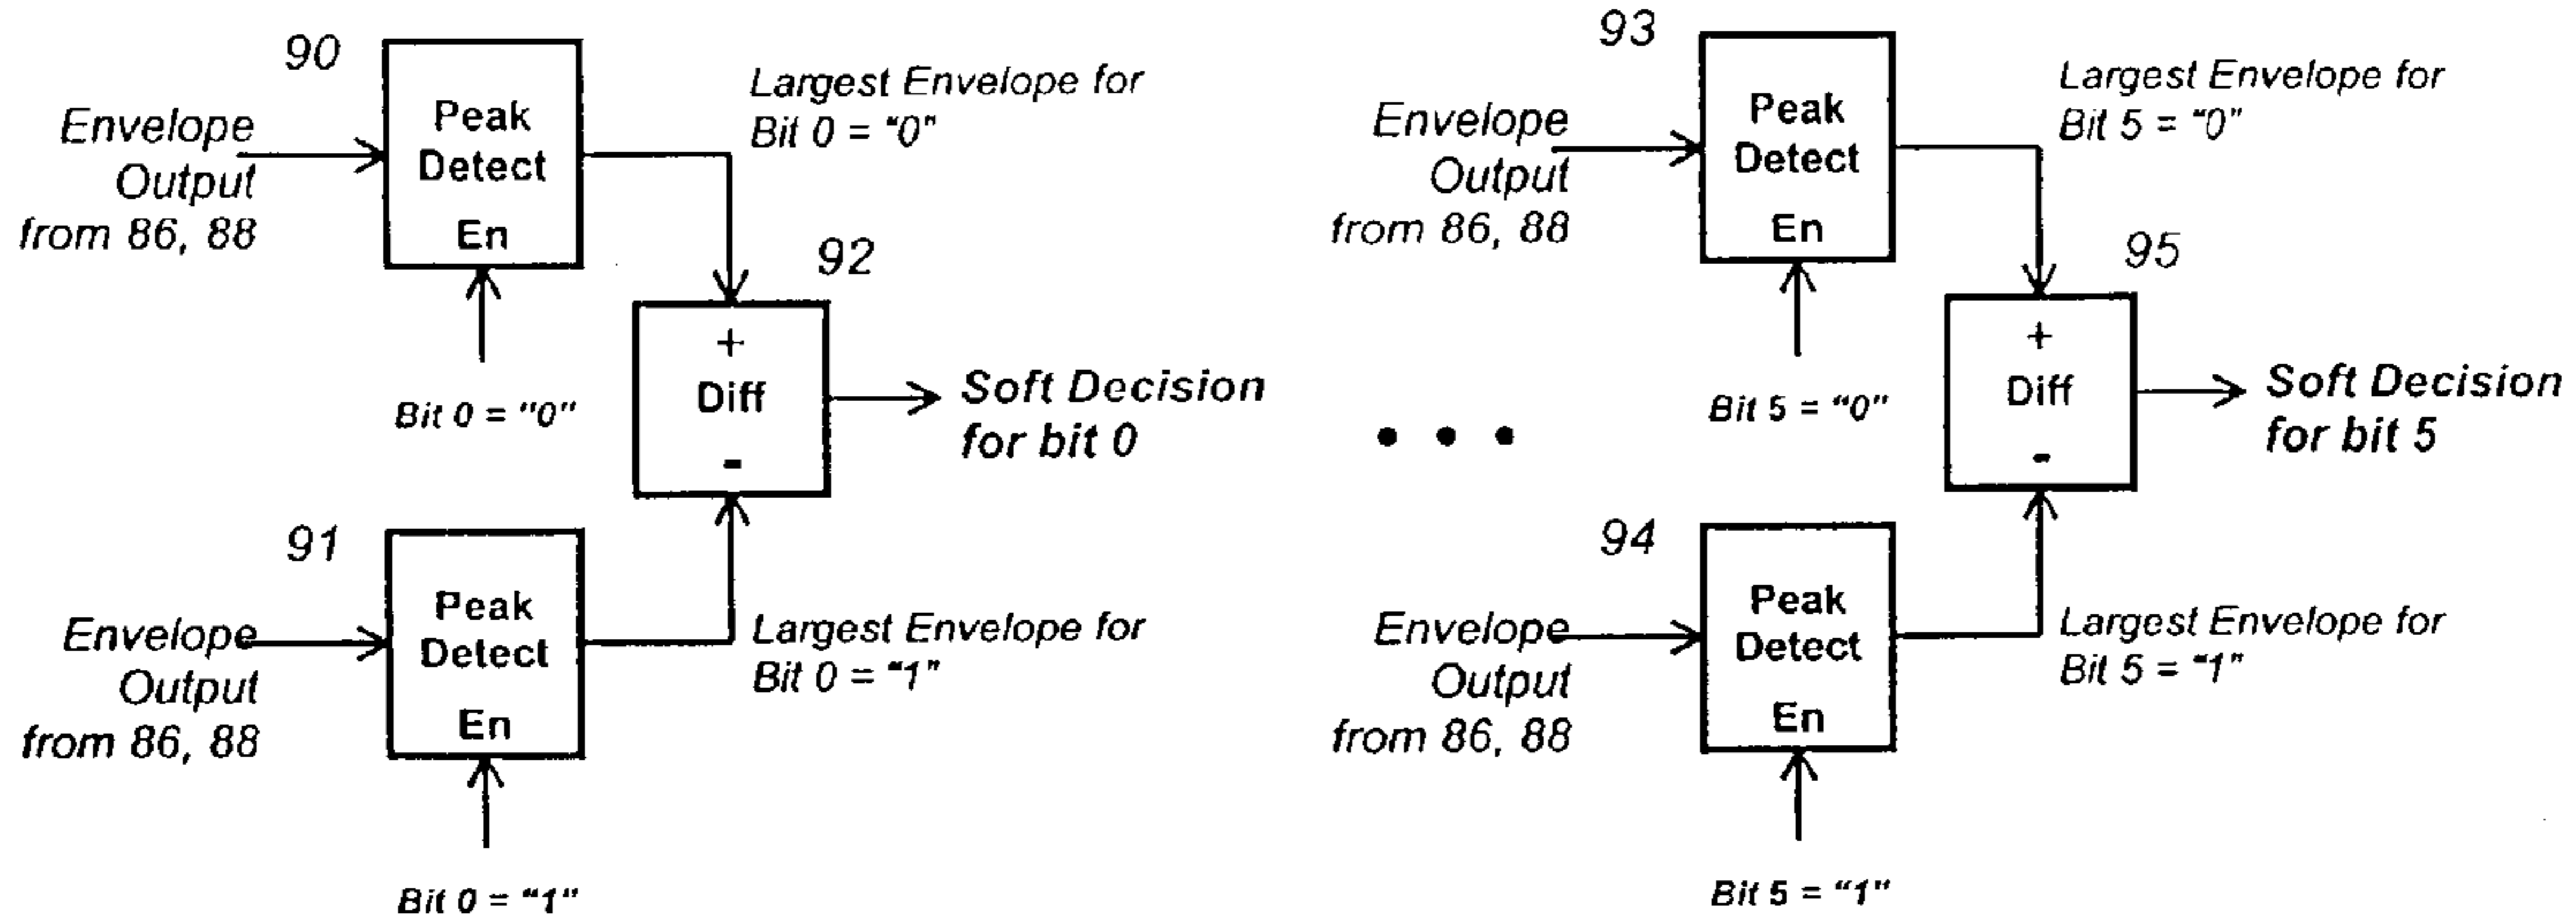 90
Envelope
Output
from 86, 88
Peak
Detect
En
Largest Envelope for
Bit 0 = "0"
Bit 0 = "0"
92
+
Diff
-
Soft Decision
for bit 0
91
Envelope
Output
from 86, 88
Peak
Detect
En
Largest Envelope for
Bit 0 = "1"
Bit 0 = "1"
93
Envelope
Output
from 86, 88
Peak
Detect
En
Largest Envelope for
Bit 5 = "0"
Bit 5 = "0"
95
+
Diff
-
Soft Decision
for bit 5
94
Envelope
Output
from 86, 88
Peak
Detect
En
Largest Envelope for
Bit 5 = "1"
Bit 5 = "1"